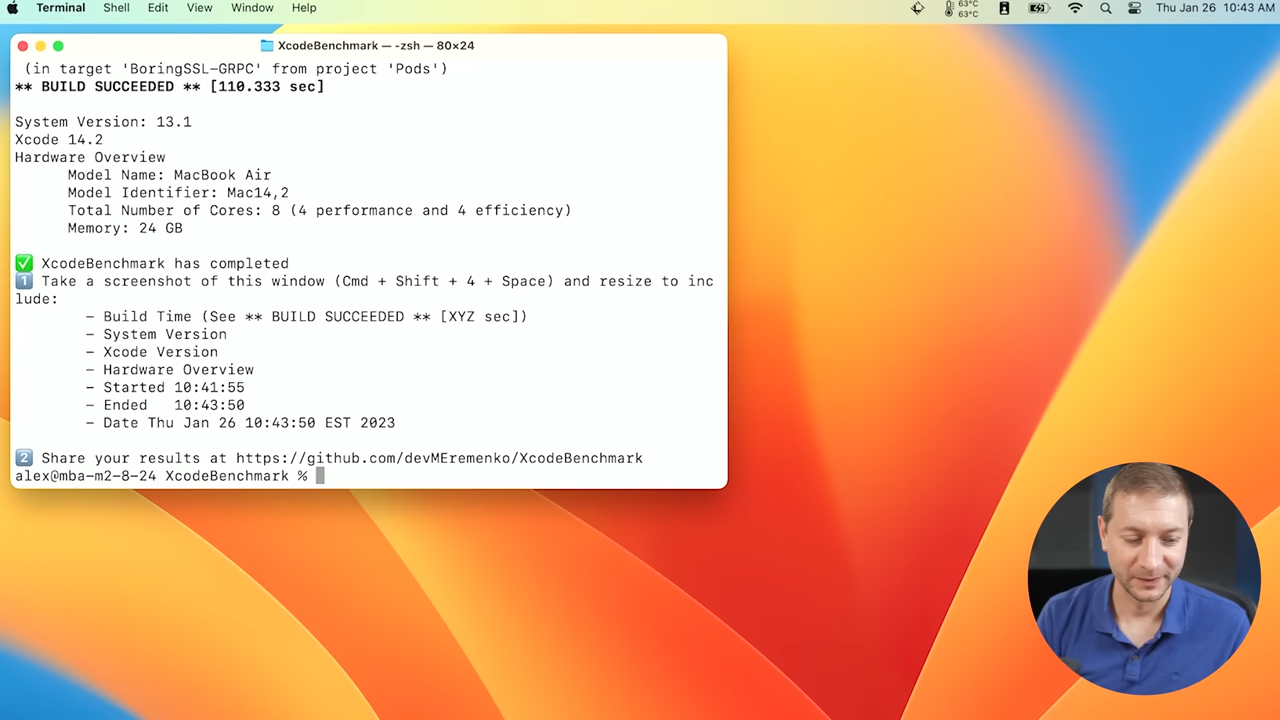 Terminal Shell Edit View Window Help 63°C 63°C Thu Jan 26 10:43 AM
XcodeBenchmark — -zsh — 80×24
(in target 'BoringSSL-GRPC' from project 'Pods')
** BUILD SUCCEEDED ** [110.333 sec]
System Version: 13.1
Xcode 14.2
Hardware Overview
Model Name: MacBook Air
Model Identifier: Mac14,2
Total Number of Cores: 8 (4 performance and 4 efficiency)
Memory: 24 GB
✅ XcodeBenchmark has completed
1️⃣ Take a screenshot of this window (Cmd + Shift + 4 + Space) and resize to inc
lude:
- Build Time (See ** BUILD SUCCEEDED ** [XYZ sec])
- System Version
- Xcode Version
- Hardware Overview
- Started 10:41:55
- Ended   10:43:50
- Date Thu Jan 26 10:43:50 EST 2023
2️⃣ Share your results at https://github.com/devMEremenko/XcodeBenchmark
alex@mba-m2-8-24 XcodeBenchmark %